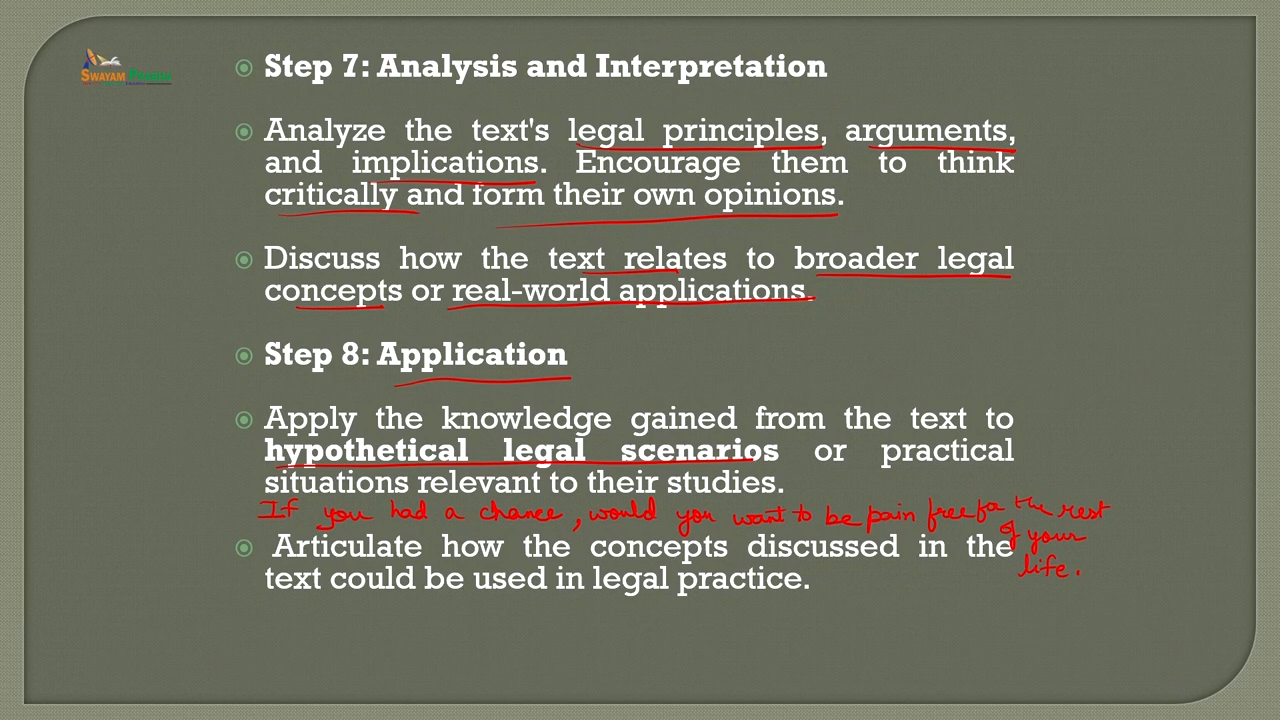 SWAYAM PRABHA
Step 7: Analysis and Interpretation
Analyze the text's legal principles, arguments,
and implications. Encourage them to think
critically and form their own opinions.
Discuss how the text relates to broader legal
concepts or real-world applications.
Step 8: Application
Apply the knowledge gained from the text to
hypothetical legal scenarios or practical
situations relevant to their studies.
If you had a chance, would you want to be pain free for the rest
of your
life.
Articulate how the concepts discussed in the
text could be used in legal practice.